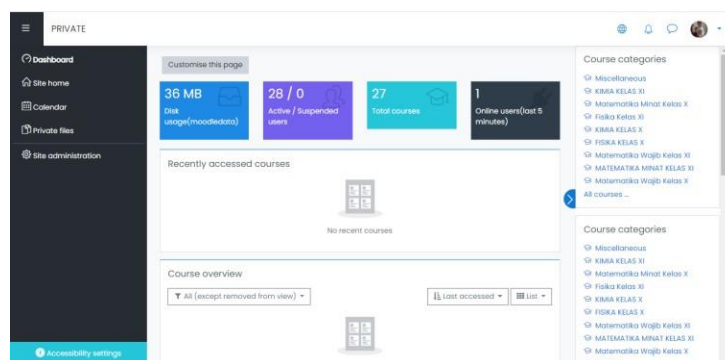 PRIVATE
Dashboard
Site home
Calendar
Private files
Site administration
Accessibility settings
Customise this page
36 MB
Disk
usage(moodledata)
28 / 0
Active / Suspended
users
27
Total courses
1
Online users(last 5
minutes)
Recently accessed courses
No recent courses
Course overview
All (except removed from view)
Last accessed
List
Course categories
Miscellaneous
KIMIA KELAS XI
Matematika Minat Kelas X
Fisika Kelas XI
KIMIA KELAS X
FISIKA KELAS X
Matematika Wajib Kelas XI
MATEMATIKA MINAT KELAS XI
Matematika Wajib Kelas X
All courses ...
Course categories
Miscellaneous
KIMIA KELAS XI
Matematika Minat Kelas X
Fisika Kelas XI
KIMIA KELAS X
FISIKA KELAS X
Matematika Wajib Kelas XI
MATEMATIKA MINAT KELAS XI
Matematika Wajib Kelas X